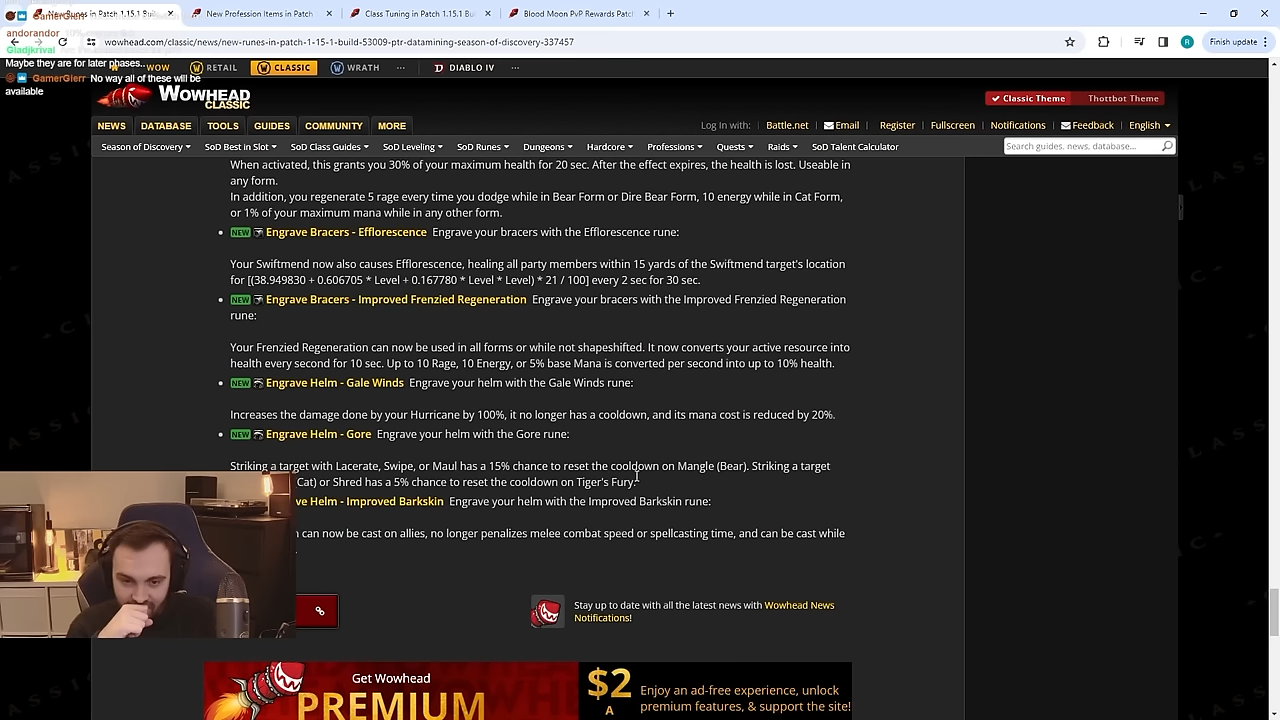 New Profession Items in Patch
Class Tuning in Patch 1.15.1 Bui
Blood Moon PvP Rewards Patch
GamerGierr
andorandor
Gladjkrival
Maybe they are for later phases..
GamerGierr No way all of these will be
available
wowhead.com/classic/news/new-runes-in-patch-1-15-1-build-53009-ptr-datamin
-of-discovery-337457
Finish update
WOW
RETAIL
CLASSIC
WRATH
DIABLO IV
WOWHEAD
CLASSIC
Classic Theme
Thottbot Theme
NEWS
DATABASE
TOOLS
GUIDES
COMMUNITY
MORE
Log In with: Battle.net Email Register Fullscreen Notifications Feedback English
Season of Discovery
SoD Best in Slot
SoD Class Guides
SoD Leveling
SoD Runes
Dungeons
Hardcore
Professions
Quests
Raids
SoD Talent Calculator
Search guides, news, database...
When activated, this grants you 30% of your maximum health for 20 sec. After the effect expires, the health is lost. Useable in
any form.
In addition, you regenerate 5 rage every time you dodge while in Bear Form or Dire Bear Form, 10 energy while in Cat Form,
or 1% of your maximum mana while in any other form.
NEW Engrave Bracers - Efflorescence Engrave your bracers with the Efflorescence rune:
Your Swiftmend now also causes Efflorescence, healing all party members within 15 yards of the Swiftmend target's location
for [(38.949830 + 0.606705 * Level + 0.167780 * Level * Level) * 21 / 100] every 2 sec for 30 sec.
NEW Engrave Bracers - Improved Frenzied Regeneration Engrave your bracers with the Improved Frenzied Regeneration
rune:
Your Frenzied Regeneration can now be used in all forms or while not shapeshifted. It now converts your active resource into
health every second for 10 sec. Up to 10 Rage, 10 Energy, or 5% base Mana is converted per second into up to 10% health.
NEW Engrave Helm - Gale Winds Engrave your helm with the Gale Winds rune:
Increases the damage done by your Hurricane by 100%, it no longer has a cooldown, and its mana cost is reduced by 20%.
NEW Engrave Helm - Gore Engrave your helm with the Gore rune:
Striking a target with Lacerate, Swipe, or Maul has a 15% chance to reset the cooldown on Mangle (Bear). Striking a target
Cat) or Shred has a 5% chance to reset the cooldown on Tiger's Fury.
ve Helm - Improved Barkskin Engrave your helm with the Improved Barkskin rune:
can now be cast on allies, no longer penalizes melee combat speed or spellcasting time, and can be cast while
Stay up to date with all the latest news with Wowhead News
Notifications!
Get Wowhead
PREMIUM
$2
A
Enjoy an ad-free experience, unlock
premium features, & support the site!